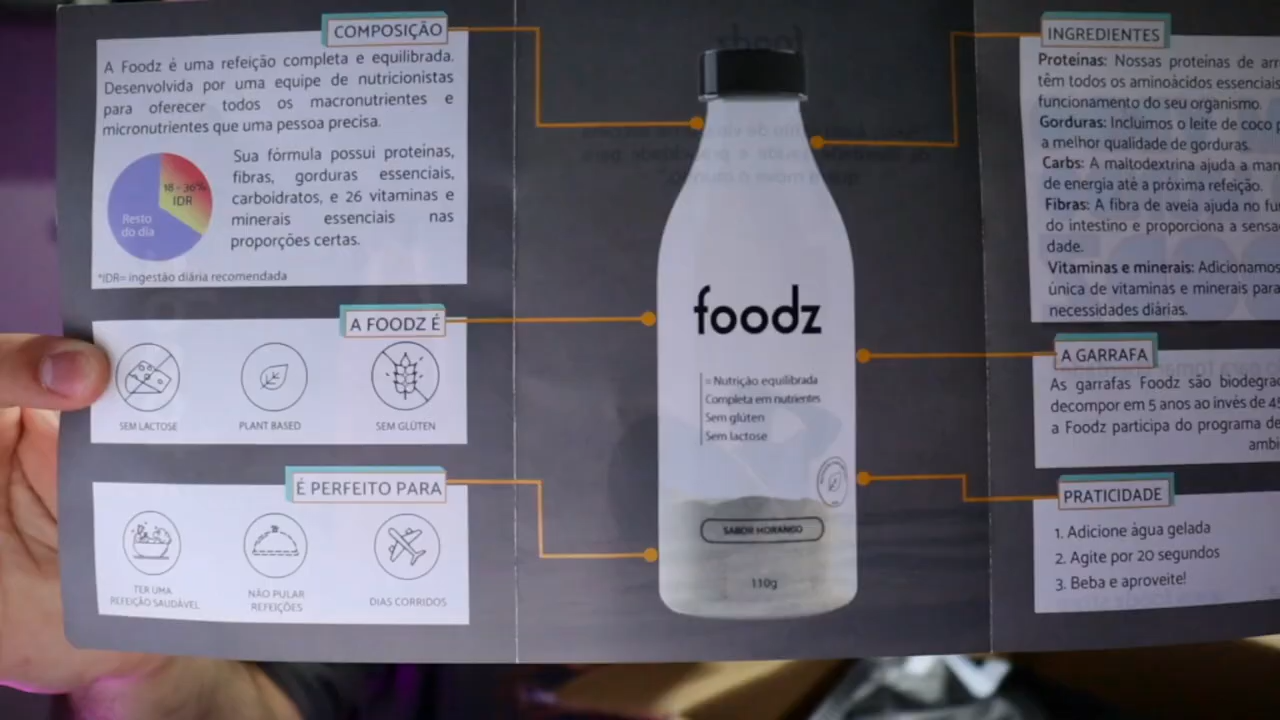 COMPOSIÇÃO
A Foodz é uma refeição completa e equilibrada.
Desenvolvida por uma equipe de nutricionistas
para oferecer todos os macronutrientes e
micronutrientes que uma pessoa precisa.
Sua fórmula possui proteínas,
fibras, gorduras essenciais,
carboidratos, e 26 vitaminas e
minerais essenciais nas
proporções certas.
18 - 36%
IDR
Resto
do dia
*IDR= ingestão diária recomendada
A FOODZ É
SEM LACTOSE
PLANT BASED
SEM GLÚTEN
É PERFEITO PARA
TER UMA
REFEIÇÃO SAUDÁVEL
NÃO PULAR
REFEIÇÕES
DIAS CORRIDOS
foodz
= Nutrição equilibrada
Completa em nutrientes
Sem glúten
Sem lactose
SABOR MORANGO
110g
INGREDIENTES
Proteínas: Nossas proteínas de
têm todos os aminoácidos essenciais
funcionamento do seu organismo.
Gorduras: Incluimos o leite de coco
a melhor qualidade de gorduras.
Carbs: A maltodextrina ajuda a
de energia até a próxima refeição.
Fibras: A fibra de aveia ajuda no
do intestino e proporciona a
dade.
Vitaminas e minerais: Adicionamos
única de vitaminas e minerais para
necessidades diárias.
A GARRAFA
As garrafas Foodz são
decompor em 5 anos ao invés de
a Foodz participa do programa de
PRATICIDADE
1. Adicione água gelada
2. Agite por 20 segundos
3. Beba e aproveite!